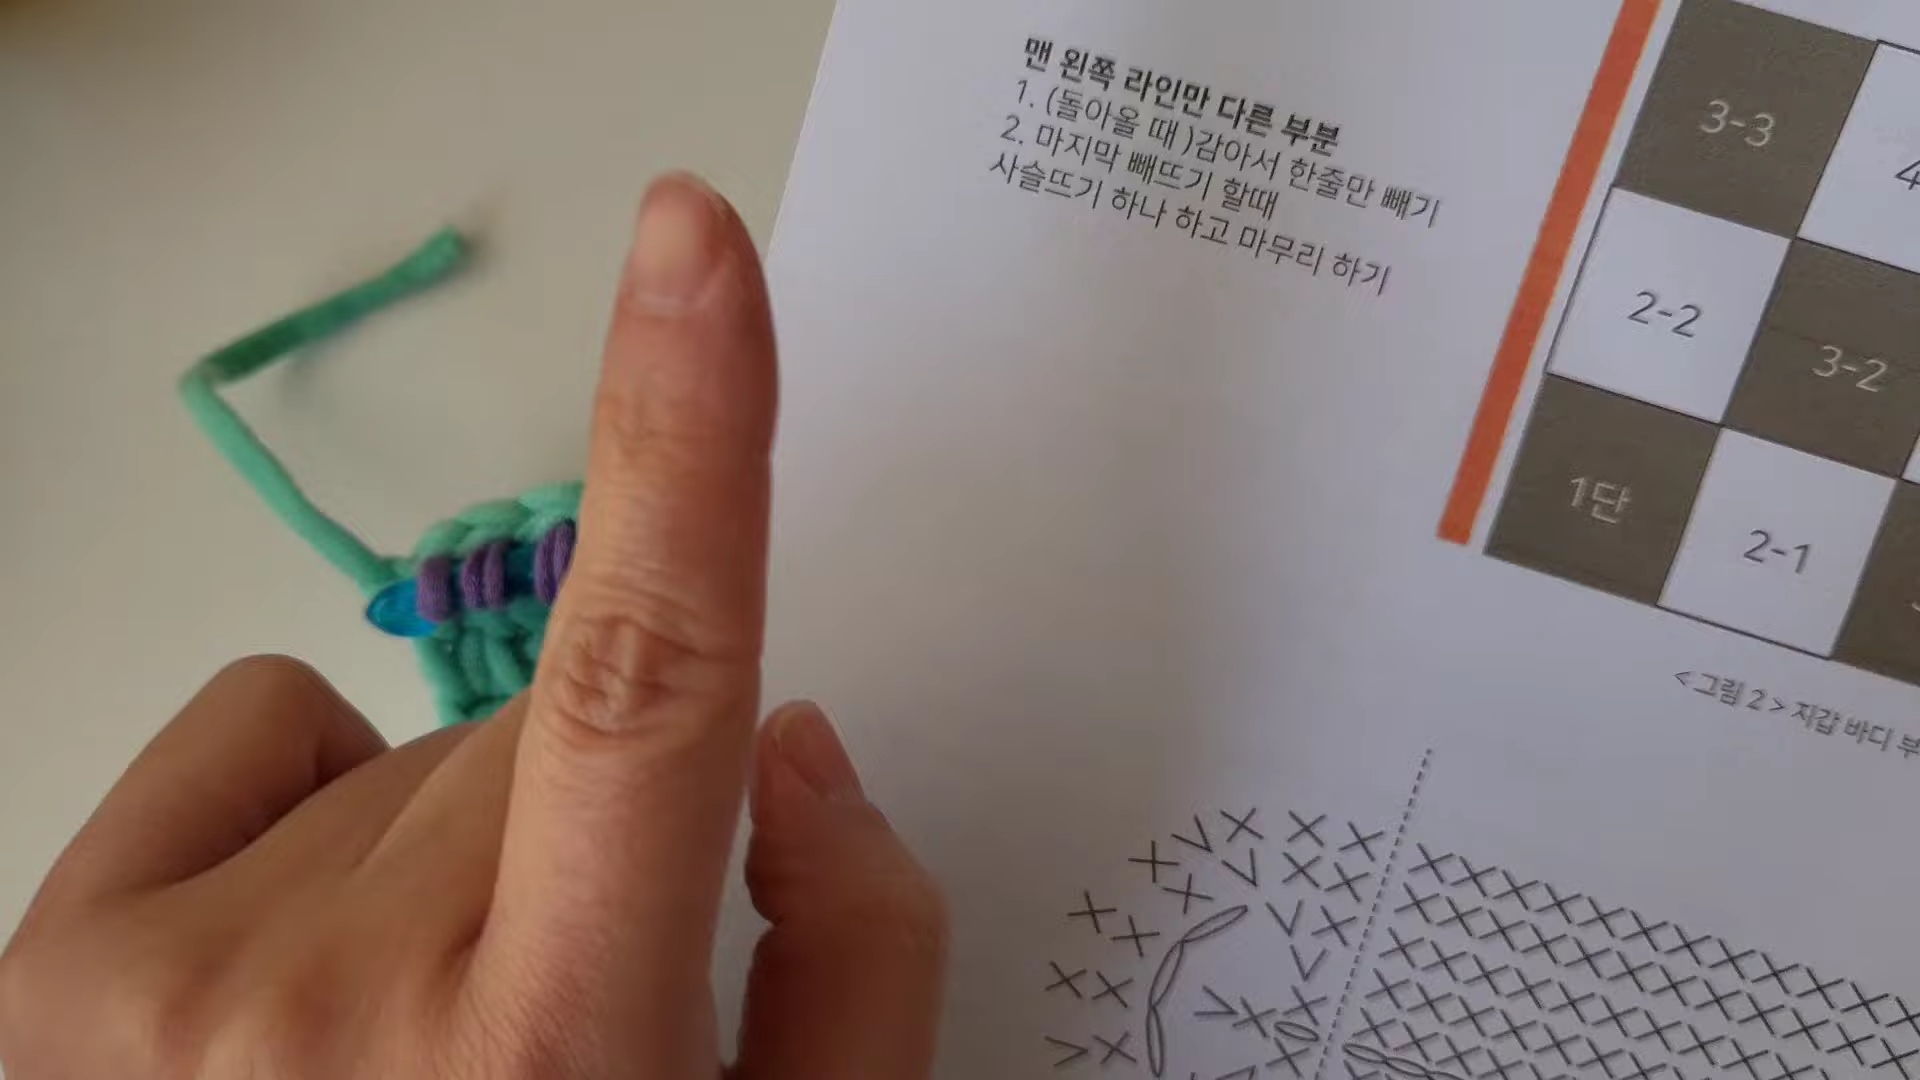 맨 왼쪽 라인만 다른 부분
1. (돌아올 때 )감아서 한줄만 빼기
2. 마지막 빼뜨기 할때
사슬뜨기 하나 하고 마무리 하기
3-3
4
2-2
3-2
1단
2-1
< 그림 2 > 지갑 바디 부